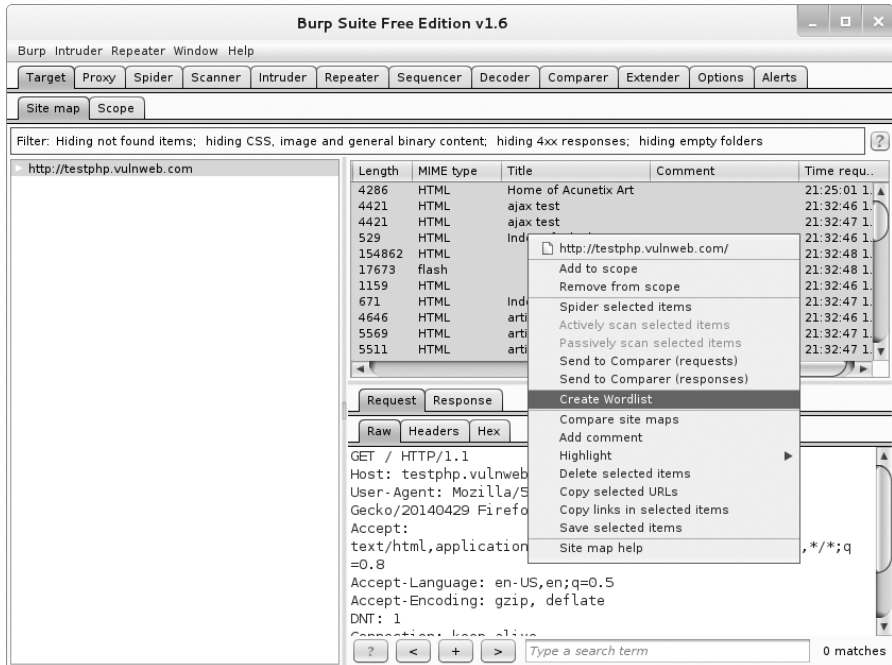 Burp Suite Free Edition v1.6
Burp Intruder Repeater Window Help
Target Proxy Spider Scanner Intruder Repeater Sequencer Decoder Comparer Extender Options Alerts
Site map Scope
Filter: Hiding not found items; hiding CSS, image and general binary content; hiding 4xx responses; hiding empty folders ?
http://testphp.vulnweb.com
Length MIME type Title Comment Time requ..
4286 HTML Home of Acunetix Art 21:25:01 1.
4421 HTML ajax test 21:32:46 1.
4421 HTML ajax test 21:32:46 1.
529 HTML 21:32:46 1.
154862 HTML 21:32:48 1.
17673 flash 21:32:48 1.
1159 HTML 21:32:46 1.
671 HTML Ind 21:32:47 1.
4646 HTML arti 21:32:46 1.
5569 HTML arti 21:32:47 1.
5511 HTML arti 21:32:47 1.
http://testphp.vulnweb.com/
Add to scope
Remove from scope
Spider selected items
Actively scan selected items
Passively scan selected items
Send to Comparer (requests)
Send to Comparer (responses)
Create Wordlist
Compare site maps
Add comment
Highlight
Delete selected items
Copy selected URLs
Copy links in selected items
Save selected items
Site map help
Request Response
Raw Headers Hex
GET / HTTP/1.1
Host: testphp.vulnweb
User-Agent: Mozilla/5
Gecko/20140429 Firefo
Accept:
text/html,application ,*/*;q
=0.8
Accept-Language: en-US,en;q=0.5
Accept-Encoding: gzip, deflate
DNT: 1
Connection: keep-alive
? < + > Type a search term 0 matches